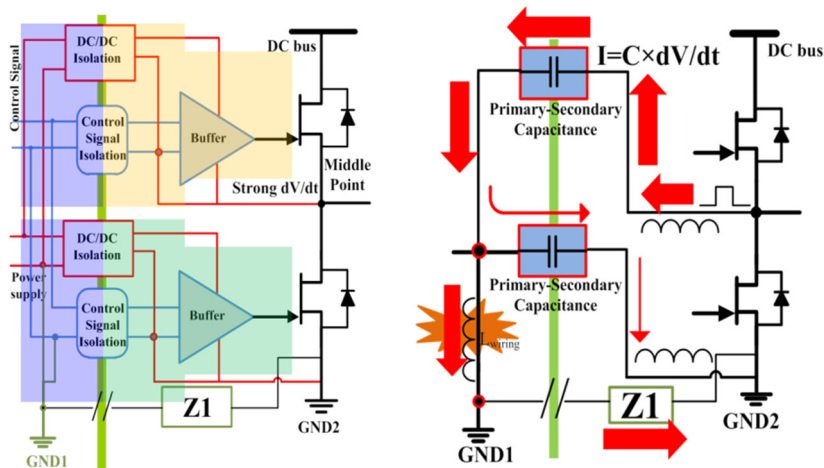 Control Signal
DC/DC
Isolation
Control
Signal
Isolation
Buffer
DC bus
Middle
Point
Strong dV/dt
DC/DC
Isolation
Power
supply
Control
Signal
Isolation
Buffer
Z1
GND1
GND2
I=C×dV/dt
DC bus
Primary-Secondary
Capacitance
Primary-Secondary
Capacitance
Lwiring
Z1
GND1
GND2